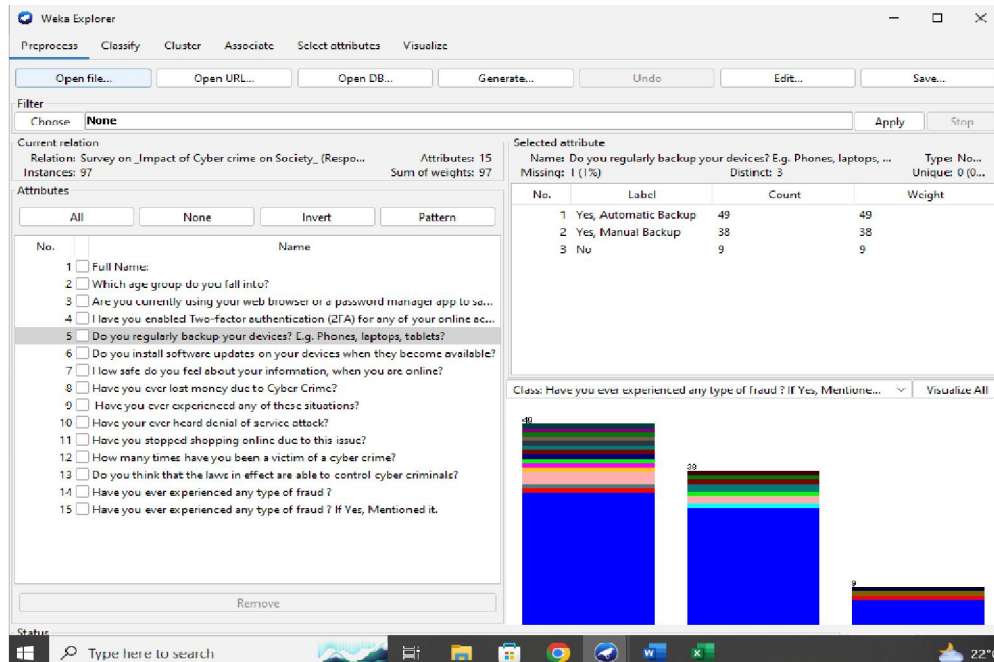 Weka Explorer
Preprocess Classify Cluster Associate Select attributes Visualize
Open file... Open URL... Open DB... Generate... Undo Edit... Save...
Filter
Choose None Apply Stop
Current relation
Relation: Survey on _Impact of Cyber crime on Society_ (Respo... Attributes: 15
Instances: 97 Sum of weights: 97
Selected attribute
Name: Do you regularly backup your devices? E.g. Phones, laptops, ... Type: No...
Missing: 1 (1%) Distinct: 3 Unique: 0 (0...
Attributes
All None Invert Pattern
No. Name
1 Full Name:
2 Which age group do you fall into?
3 Are you currently using your web browser or a password manager app to sa...
4 Have you enabled Two-factor authentication (2FA) for any of your online ac...
5 Do you regularly backup your devices? E.g. Phones, laptops, tablets?
6 Do you install software updates on your devices when they become available?
7 How safe do you feel about your information, when you are online?
8 Have you ever lost money due to Cyber Crime?
9 Have you ever experienced any of these situations?
10 Have your ever heard denial of service attack?
11 Have you stopped shopping online due to this issue?
12 How many times have you been a victim of a cyber crime?
13 Do you think that the laws in effect are able to control cyber criminals?
14 Have you ever experienced any type of fraud ?
15 Have you ever experienced any type of fraud ? If Yes, Mentioned it.
Remove
No. Label Count Weight
1 Yes, Automatic Backup 49 49
2 Yes, Manual Backup 38 38
3 No 9 9
Class: Have you ever experienced any type of fraud ? If Yes, Mentione... Visualize All
49
38
9
Status
Type here to search
22°